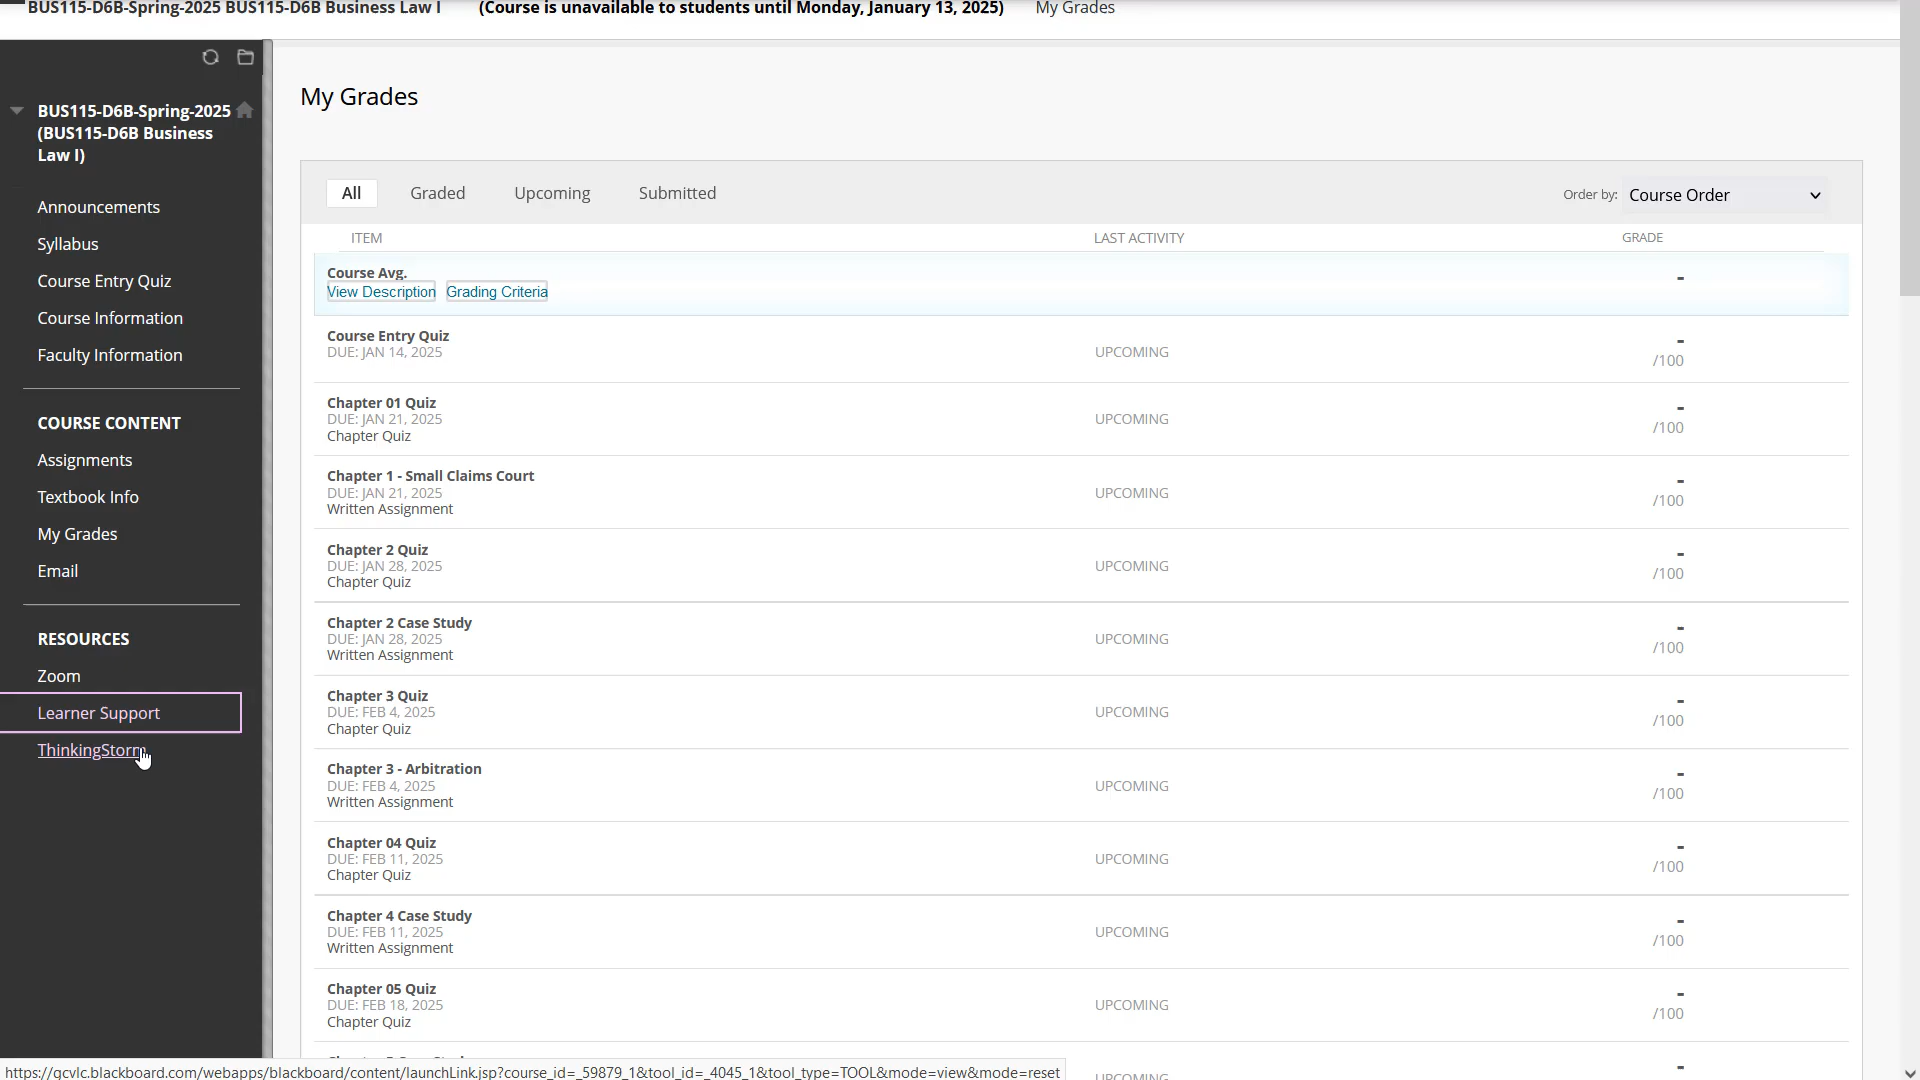 BUS115-D6B-Spring-2025 BUS115-D6B Business Law I (Course is unavailable to students until Monday, January 13, 2025) My Grades
BUS115-D6B-Spring-2025
(BUS115-D6B Business
Law I)
Announcements
Syllabus
Course Entry Quiz
Course Information
Faculty Information
COURSE CONTENT
Assignments
Textbook Info
My Grades
Email
RESOURCES
Zoom
Learner Support
ThinkingStorm
My Grades
All Graded Upcoming Submitted Order by: Course Order
ITEM LAST ACTIVITY GRADE
Course Avg. -
View Description Grading Criteria
Course Entry Quiz -
DUE: JAN 14, 2025 UPCOMING /100
Chapter 01 Quiz -
DUE: JAN 21, 2025 UPCOMING /100
Chapter Quiz
Chapter 1 - Small Claims Court -
DUE: JAN 21, 2025 UPCOMING /100
Written Assignment
Chapter 2 Quiz -
DUE: JAN 28, 2025 UPCOMING /100
Chapter Quiz
Chapter 2 Case Study -
DUE: JAN 28, 2025 UPCOMING /100
Written Assignment
Chapter 3 Quiz -
DUE: FEB 4, 2025 UPCOMING /100
Chapter Quiz
Chapter 3 - Arbitration -
DUE: FEB 4, 2025 UPCOMING /100
Written Assignment
Chapter 04 Quiz -
DUE: FEB 11, 2025 UPCOMING /100
Chapter Quiz
Chapter 4 Case Study -
DUE: FEB 11, 2025 UPCOMING /100
Written Assignment
Chapter 05 Quiz -
DUE: FEB 18, 2025 UPCOMING /100
Chapter Quiz
-
UPCOMING
https://gcvlc.blackboard.com/webapps/blackboard/content/launchLink.jsp?course_id=_59879_1&tool_id=_4045_1&tool_type=TOOL&mode=view&mode=reset